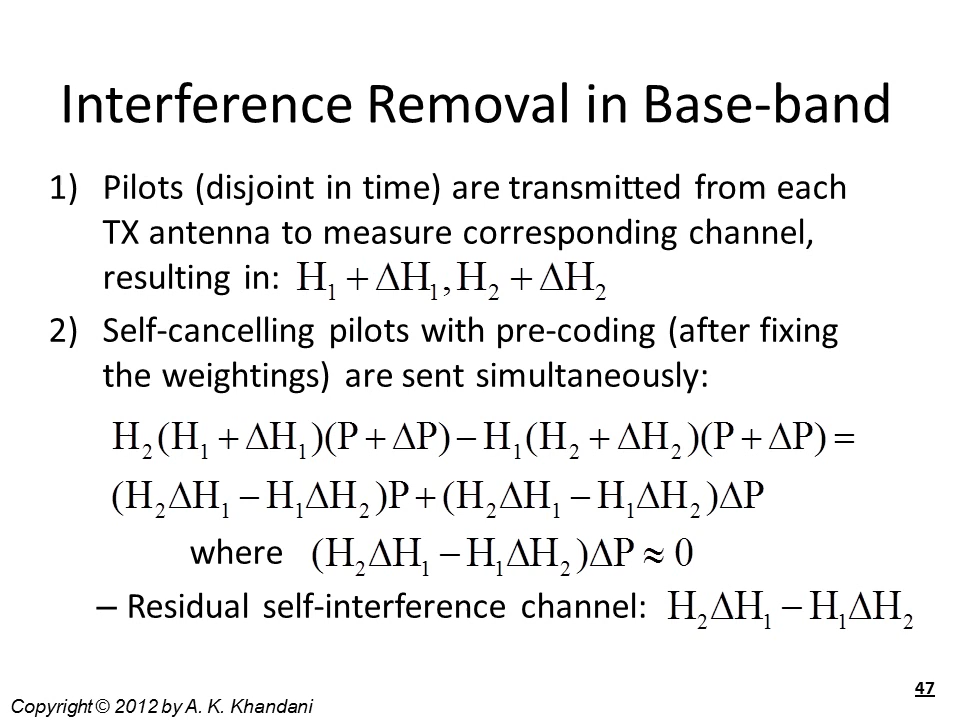 Interference Removal in Base-band
1) Pilots (disjoint in time) are transmitted from each
TX antenna to measure corresponding channel,
resulting in: H₁ + ΔH₁, H₂ + ΔH₂
2) Self-cancelling pilots with pre-coding (after fixing
the weightings) are sent simultaneously:
H₂(H₁ + ΔH₁)(P + ΔP) − H₁(H₂ + ΔH₂)(P + ΔP) =
(H₂ΔH₁ − H₁ΔH₂)P + (H₂ΔH₁ − H₁ΔH₂)ΔP
where (H₂ΔH₁ − H₁ΔH₂)ΔP ≈ 0
– Residual self-interference channel: H₂ΔH₁ − H₁ΔH₂
47
Copyright © 2012 by A. K. Khandani